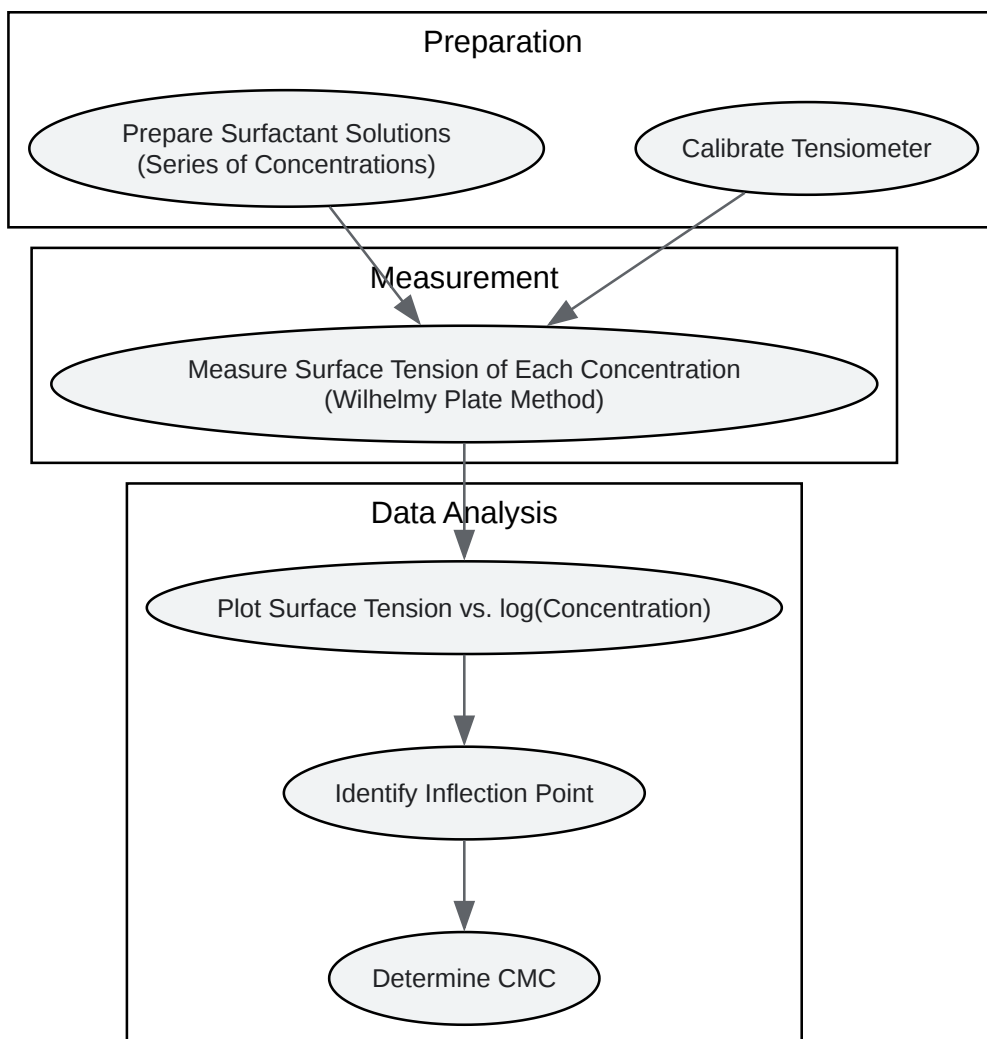 Preparation
Prepare Surfactant Solutions
(Series of Concentrations)
Calibrate Tensiometer
Measurement
Measure Surface Tension of Each Concentration
(Wilhelmy Plate Method)
Data Analysis
Plot Surface Tension vs. log(Concentration)
Identify Inflection Point
Determine CMC